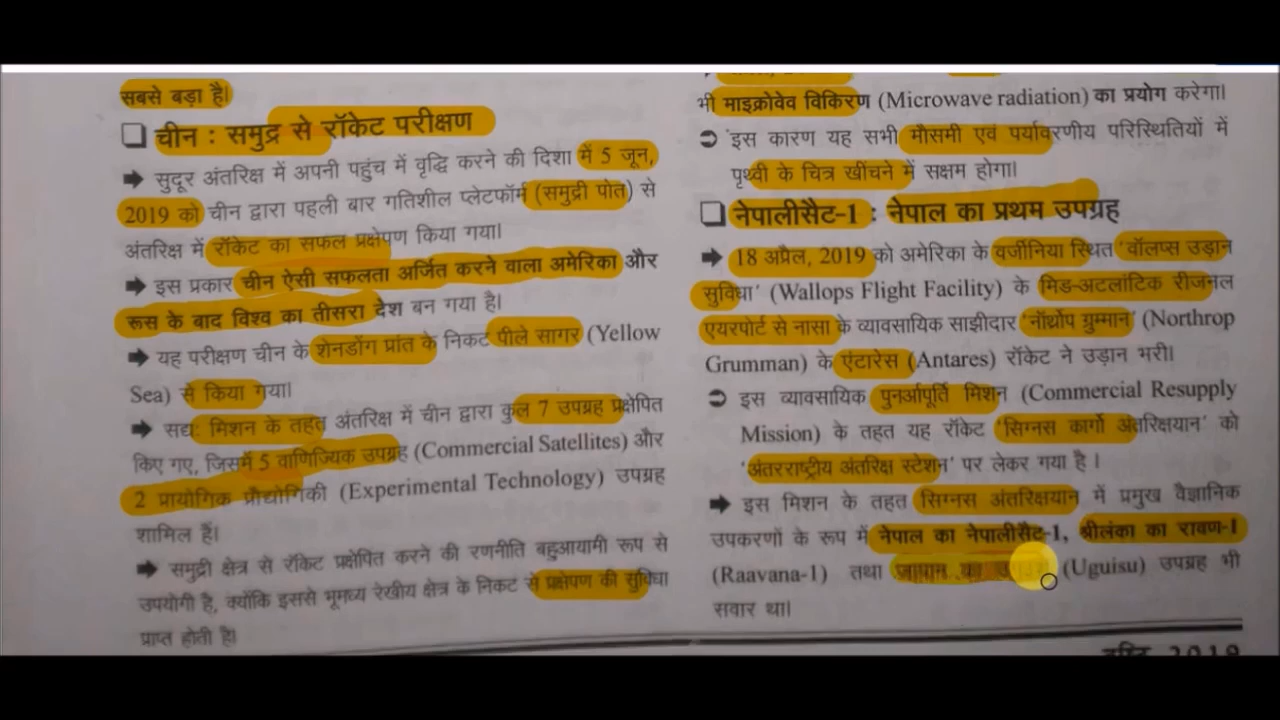 सबसे बड़ा है।
❑ चीन : समुद्र से रॉकेट परीक्षण
➡ सुदूर अंतरिक्ष में अपनी पहुंच में वृद्धि करने की दिशा में 5 जून,
2019 को चीन द्वारा पहली बार गतिशील प्लेटफॉर्म (समुद्री पोत) से
अंतरिक्ष में रॉकेट का सफल प्रक्षेपण किया गया।
➡ इस प्रकार चीन ऐसी सफलता अर्जित करने वाला अमेरिका और
रूस के बाद विश्व का तीसरा देश बन गया है।
➡ यह परीक्षण चीन के शेनडोंग प्रांत के निकट पीले सागर (Yellow
Sea) से किया गया।
➡ सद्य: मिशन के तहत अंतरिक्ष में चीन द्वारा कुल 7 उपग्रह प्रक्षेपित
किए गए, जिसमें 5 वाणिज्यिक उपग्रह (Commercial Satellites) और
2 प्रायोगिक प्रौद्योगिकी (Experimental Technology) उपग्रह
शामिल हैं।
➡ समुद्री क्षेत्र से रॉकेट प्रक्षेपित करने की रणनीति बहुआयामी रूप से
उपयोगी है, क्योंकि इससे भूमध्य रेखीय क्षेत्र के निकट से प्रक्षेपण की सुविधा
प्राप्त होती है।
भी माइक्रोवेव विकिरण (Microwave radiation) का प्रयोग करेगा।
➲ इस कारण यह सभी मौसमी एवं पर्यावरणीय परिस्थितियों में
पृथ्वी के चित्र खींचने में सक्षम होगा।
❑ नेपालीसैट-1 : नेपाल का प्रथम उपग्रह
➡ 18 अप्रैल, 2019 को अमेरिका के वर्जीनिया स्थित 'वॉलप्स उड़ान
सुविधा' (Wallops Flight Facility) के मिड-अटलांटिक रीजनल
एयरपोर्ट से नासा के व्यावसायिक साझीदार 'नॉर्थ्रोप ग्रुम्मान' (Northrop
Grumman) के एंटारेस (Antares) रॉकेट ने उड़ान भरी।
➲ इस व्यावसायिक पुनर्आपूर्ति मिशन (Commercial Resupply
Mission) के तहत यह रॉकेट 'सिग्नस कार्गो अंतरिक्षयान' को
'अंतरराष्ट्रीय अंतरिक्ष स्टेशन' पर लेकर गया है।
➡ इस मिशन के तहत सिग्नस अंतरिक्षयान में प्रमुख वैज्ञानिक
उपकरणों के रूप में नेपाल का नेपालीसैट-1, श्रीलंका का रावण-1
(Raavana-1) तथा जापान का (Uguisu) उपग्रह भी
सवार था।
2019